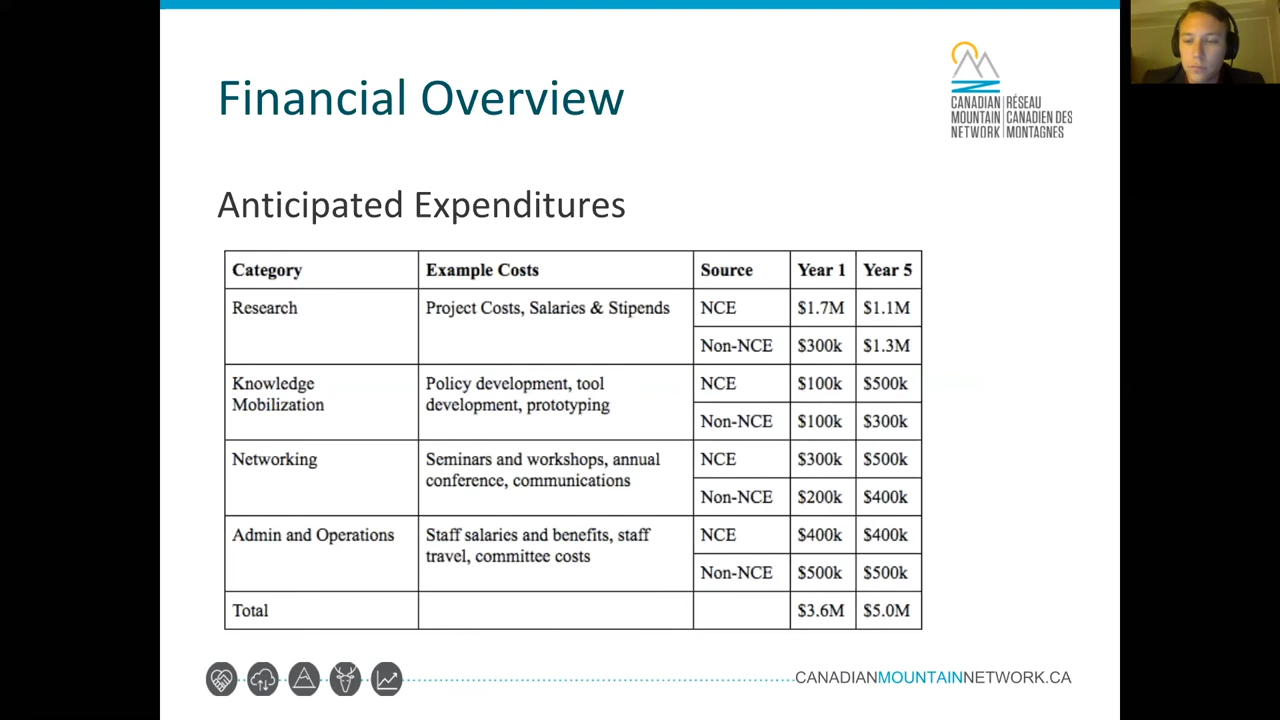 Financial Overview
CANADIAN RÉSEAU
MOUNTAIN CANADIEN DES
NETWORK MONTAGNES
Anticipated Expenditures
Category Example Costs Source Year 1 Year 5
Research Project Costs, Salaries & Stipends NCE $1.7M $1.1M
Non-NCE $300k $1.3M
Knowledge Policy development, tool NCE $100k $500k
Mobilization development, prototyping
Non-NCE $100k $300k
Networking Seminars and workshops, annual NCE $300k $500k
conference, communications
Non-NCE $200k $400k
Admin and Operations Staff salaries and benefits, staff NCE $400k $400k
travel, committee costs
Non-NCE $500k $500k
Total $3.6M $5.0M
CANADIANMOUNTAINNETWORK.CA